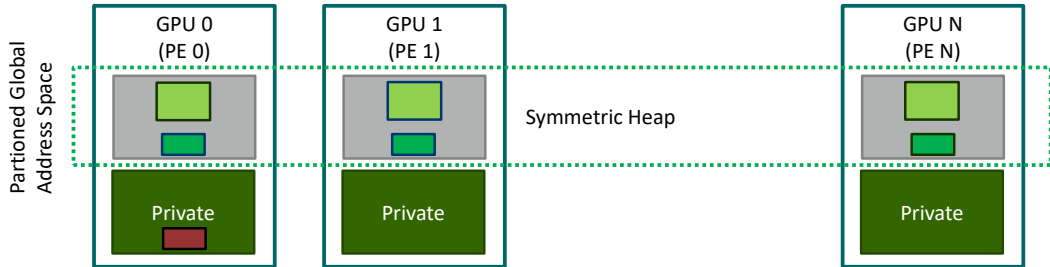 GPU 0
(PE 0)
GPU 1
(PE 1)
GPU N
(PE N)
Partioned Global
Address Space
Symmetric Heap
Private
Private
Private